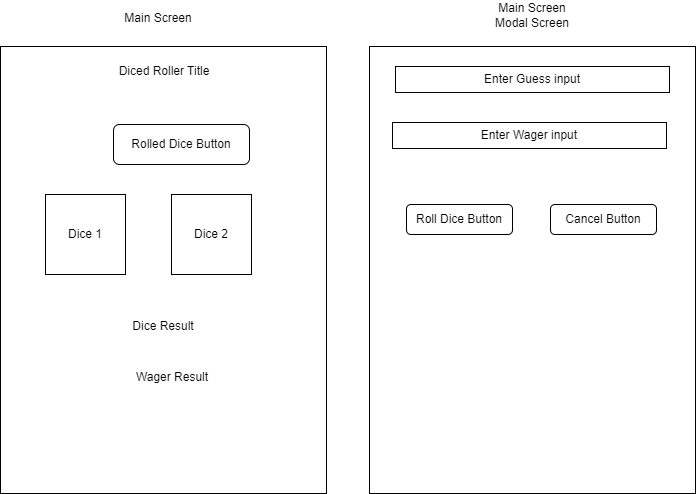 Main Screen
Diced Roller Title
Rolled Dice Button
Dice 1
Dice 2
Dice Result
Wager Result
Main Screen
Modal Screen
Enter Guess input
Enter Wager input
Roll Dice Button
Cancel Button